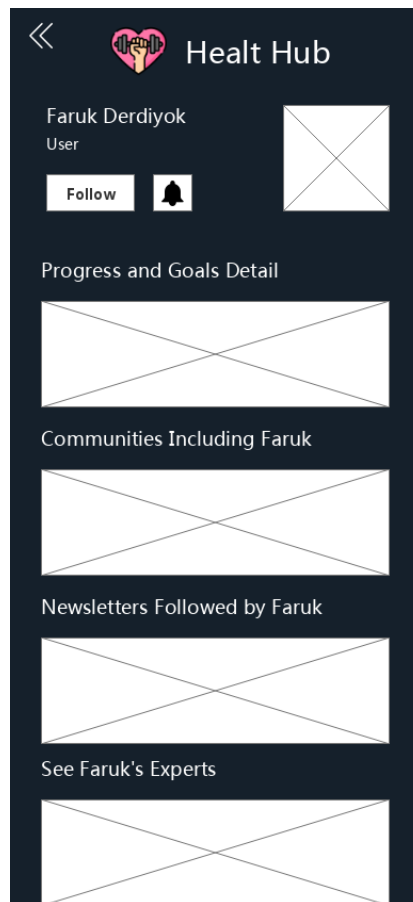 Healt Hub
Faruk Derdiyok
User
Follow
Progress and Goals Detail
Communities Including Faruk
Newsletters Followed by Faruk
See Faruk's Experts